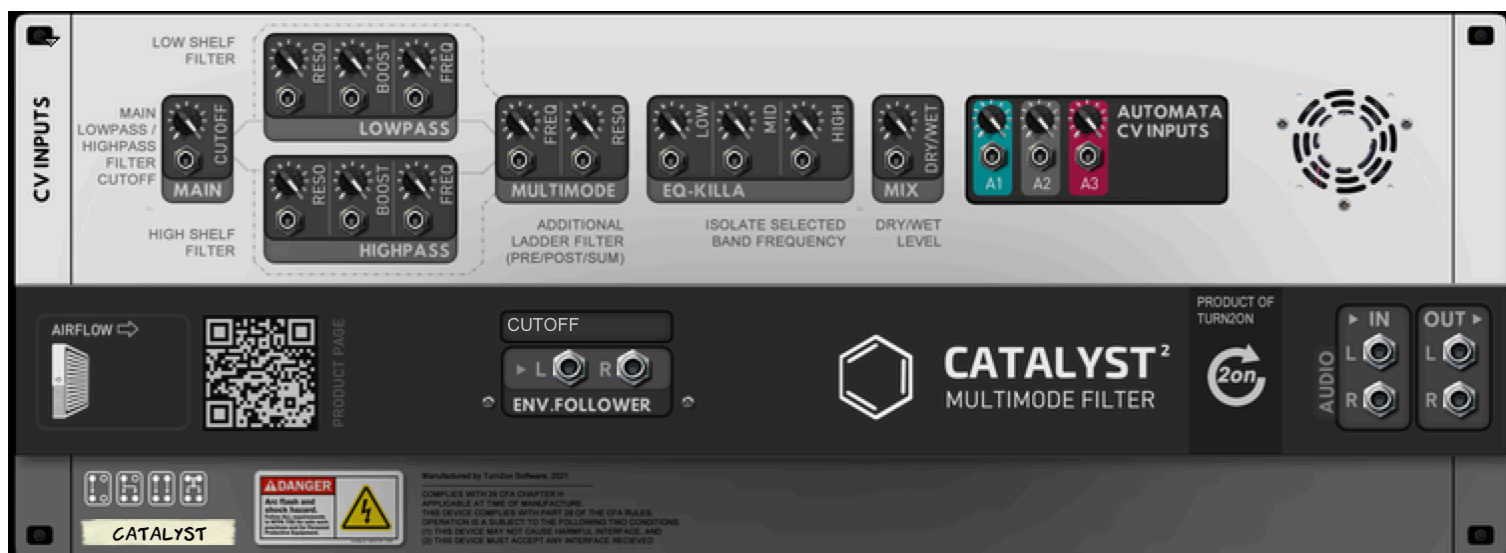 CV INPUTS
LOW SHELF
FILTER
MAIN
LOWPASS /
HIGHPASS
FILTER
CUTOFF
HIGH SHELF
FILTER
CUTOFF
MAIN
RESO
BOOST
FREQ
LOWPASS
RESO
BOOST
FREQ
HIGHPASS
FREQ
RESO
MULTIMODE
ADDITIONAL
LADDER FILTER
(PRE/POST/SUM)
LOW
MID
HIGH
EQ-KILLA
ISOLATE SELECTED
BAND FREQUENCY
DRY/WET
MIX
DRY/WET
LEVEL
A1
A2
A3
AUTOMATA
CV INPUTS
AIRFLOW
PRODUCT PAGE
CUTOFF
L R
ENV.FOLLOWER
CATALYST²
MULTIMODE FILTER
PRODUCT OF
TURN2ON
2on
AUDIO
IN
L
R
OUT
L
R
CATALYST
DANGER
Arc flash and
shock hazard.
Manufactured by Turn2on Software, 2021
COMPLIES WITH 28 CFA CHAPTER H
APPLICABLE AT TIME OF MANUFACTURE.
THIS DEVICE COMPLIES WITH PART 28 OF THE CFA RULES.
OPERATION IS A SUBJECT TO THE FOLLOWING TWO CONDITIONS.
(1) THIS DEVICE MAY NOT CAUSE HARMFUL INTERFACE, AND
(2) THIS DEVICE MUST ACCEPT ANY INTERFACE RECIEVED